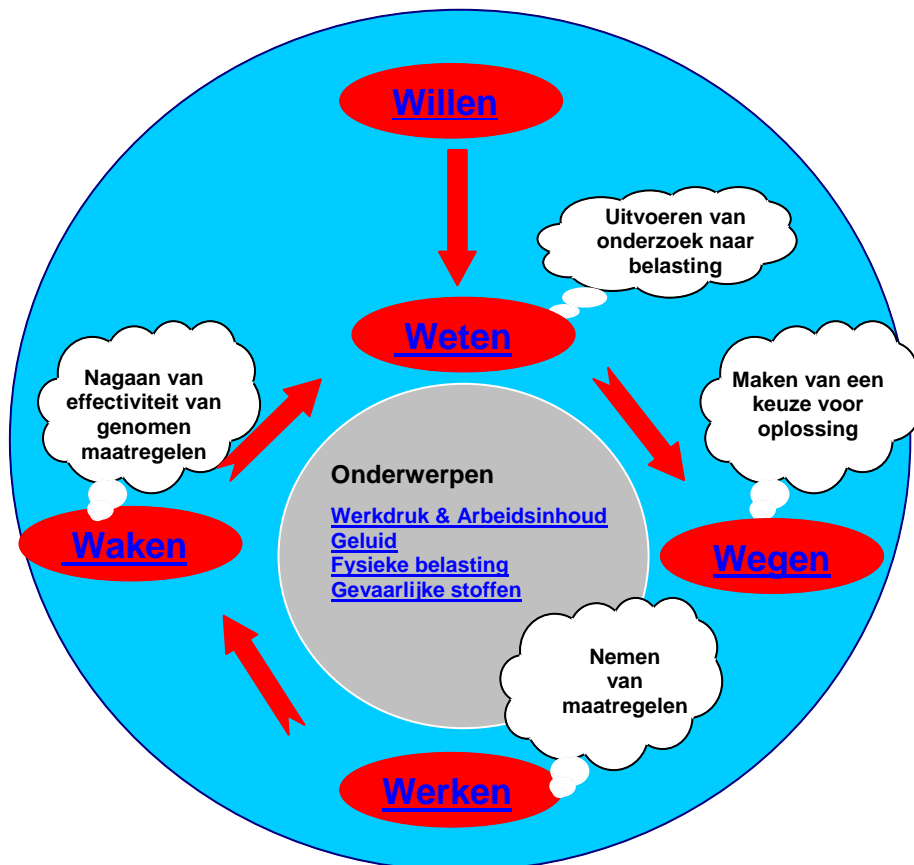 Willen
Uitvoeren van
onderzoek naar
belasting
Weten
Nagaan van
effectiviteit van
genomen
maatregelen
Maken van een
keuze voor
oplossing
Onderwerpen
Werkdruk & Arbeidsinhoud
Geluid
Fysieke belasting
Gevaarlijke stoffen
Waken
Wegen
Nemen
van
maatregelen
Werken